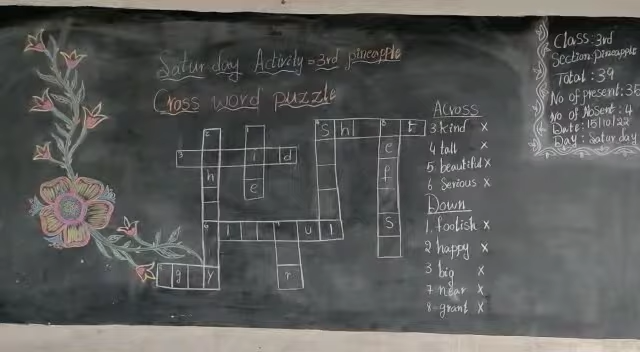 Saturday Activity = 3rd pineapple
Cross word puzzle
Class: 3rd
Section: Pineapple
Total: 39
No of present: 35
No of Absent: 4
Date: 15/10/22
Day: Saturday
Across
3 kind x
4 tall x
5. beautiful x
6 Serious x
Down
1. foolish x
2 happy x
3 big x
7 near x
8- grant x
S h t
i d
e
h
f
e
l u l
S
g y
r